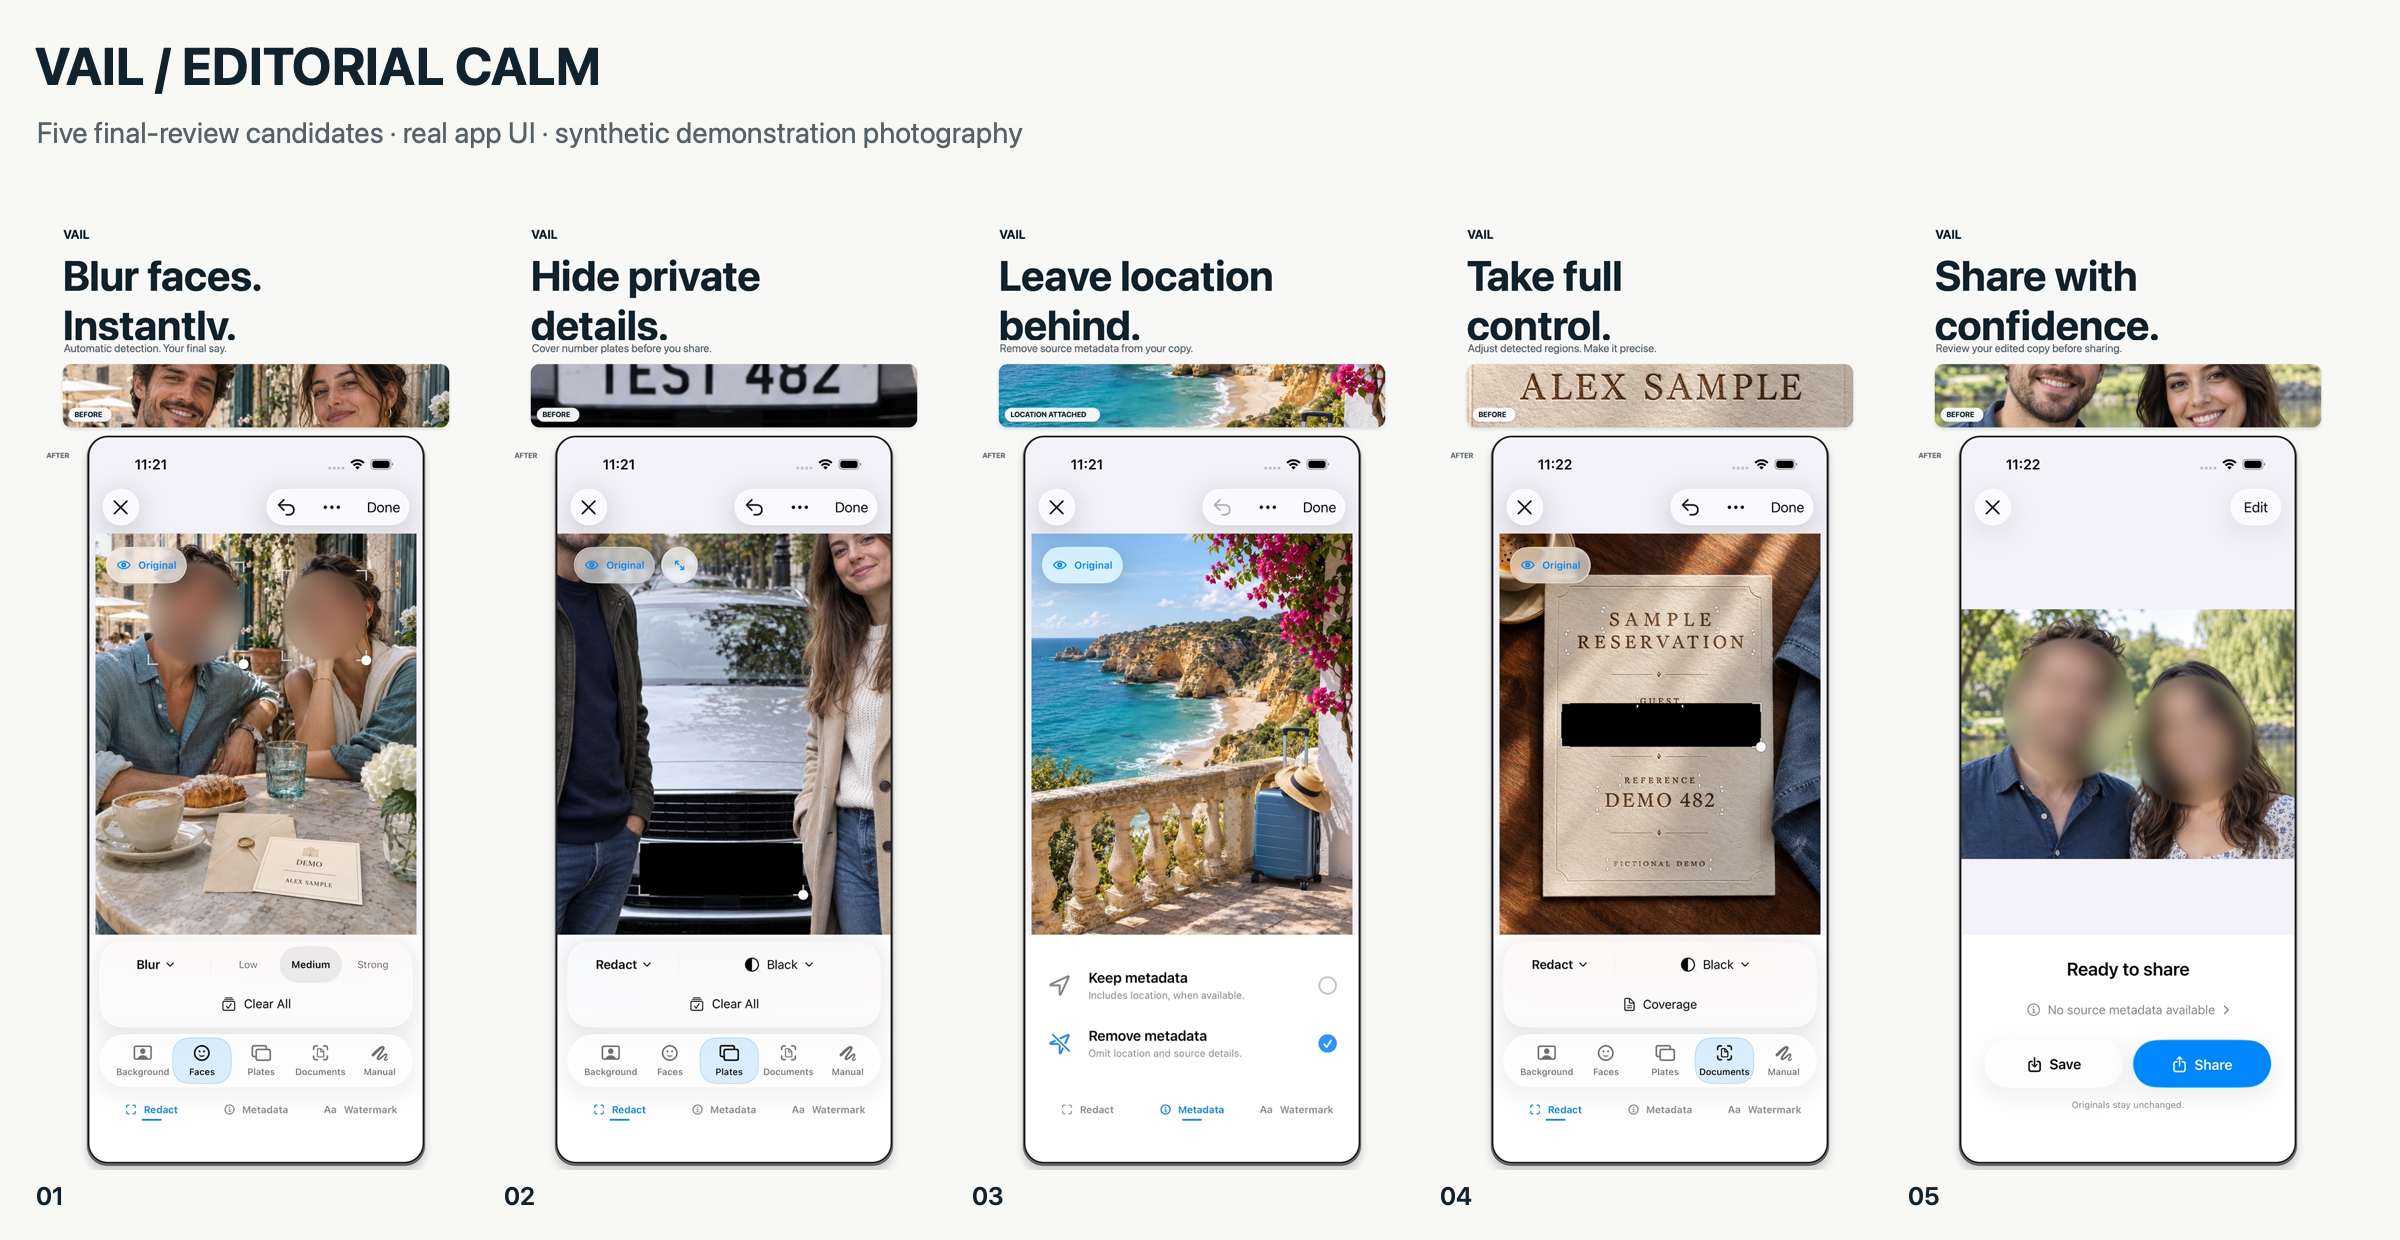 VAIL / EDITORIAL CALM
Five final-review candidates · real app UI · synthetic demonstration photography
VAIL
Blur faces.
Instantly.
Automatic detection. Your final say.
BEFORE
AFTER
11:21
Done
Original
DEMO
ALEX SAMPLE
Blur
Low
Medium
Strong
Clear All
Background
Faces
Plates
Documents
Manual
Redact
Metadata
Aa Watermark
01
VAIL
Hide private
details.
Cover number plates before you share.
TEST 482
BEFORE
AFTER
11:21
Done
Original
Redact
Black
Clear All
Background
Faces
Plates
Documents
Manual
Redact
Metadata
Aa Watermark
02
VAIL
Leave location
behind.
Remove source metadata from your copy.
LOCATION ATTACHED
AFTER
11:21
Done
Original
Keep metadata
Includes location, when available.
Remove metadata
Omit location and source details.
Redact
Metadata
Aa Watermark
03
VAIL
Take full
control.
Adjust detected regions. Make it precise.
ALEX SAMPLE
BEFORE
AFTER
11:22
Done
Original
SAMPLE
RESERVATION
GUEST
REFERENCE
DEMO 482
FICTIONAL DEMO
Redact
Black
Coverage
Background
Faces
Plates
Documents
Manual
Redact
Metadata
Aa Watermark
04
VAIL
Share with
confidence.
Review your edited copy before sharing.
BEFORE
AFTER
11:22
Edit
Ready to share
No source metadata available
Save
Share
Originals stay unchanged.
05